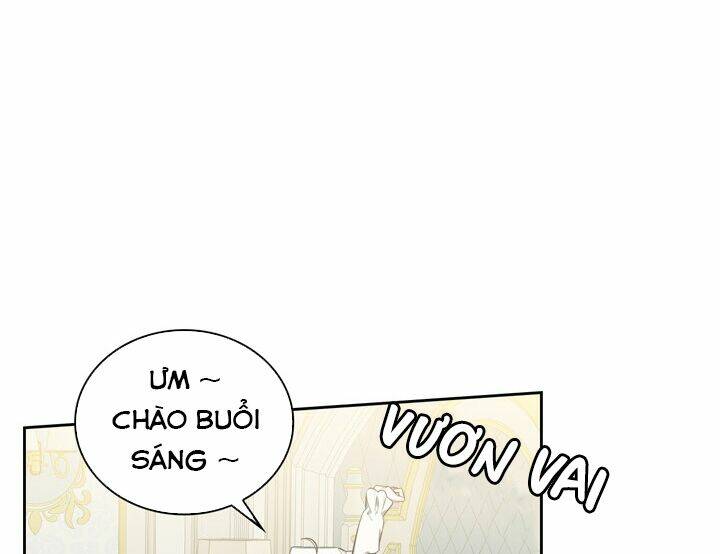 ƯM ~
CHÀO BUỔI
SÁNG ~
VƯƠN VAI